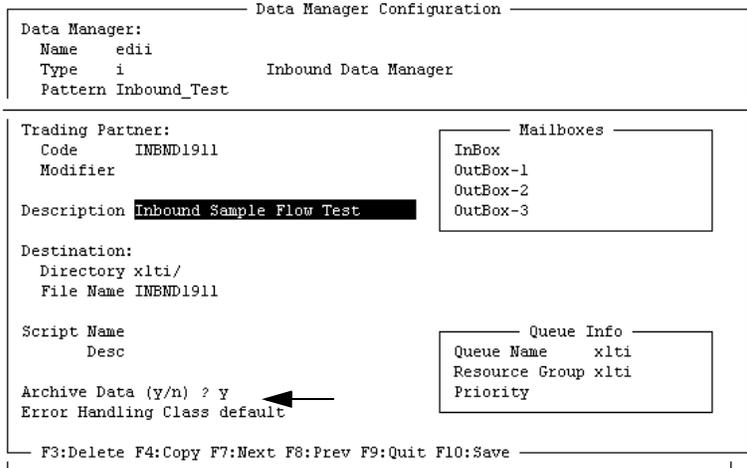 Data Manager Configuration
Data Manager:
Name edii
Type i Inbound Data Manager
Pattern Inbound_Test
Trading Partner:
Code INBND1911
Modifier
Mailboxes
InBox
OutBox-1
OutBox-2
OutBox-3
Description Inbound Sample Flow Test
Destination:
Directory xlti/
File Name INBND1911
Script Name
Desc
Queue Info
Queue Name xlti
Resource Group xlti
Priority
Archive Data (y/n) ? y
Error Handling Class default
F3:Delete F4:Copy F7:Next F8:Prev F9:Quit F10:Save